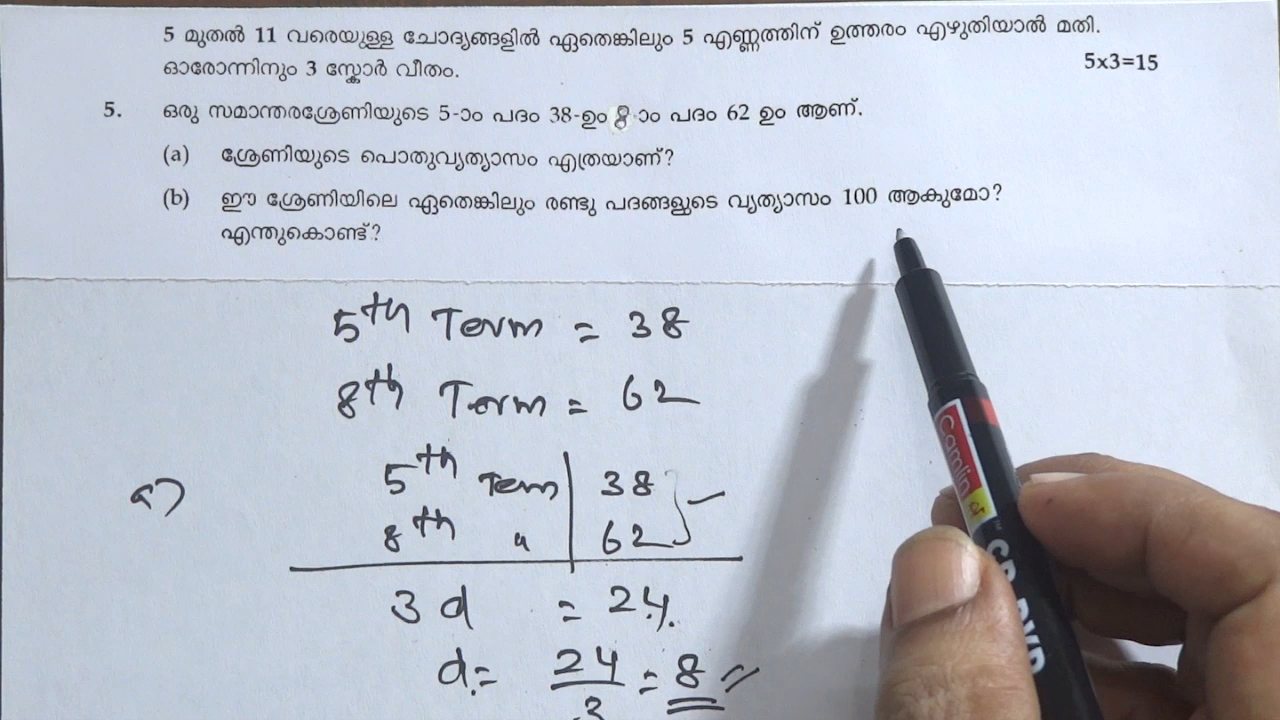 5 മുതൽ 11 വരെയുള്ള ചോദ്യങ്ങളിൽ ഏതെങ്കിലും 5 എണ്ണത്തിന് ഉത്തരം എഴുതിയാൽ മതി.
ഓരോന്നിനും 3 സ്കോർ വീതം. 5x3=15
5. ഒരു സമാന്തരശ്രേണിയുടെ 5-ാം പദം 38-ഉം 8-ാം പദം 62 ഉം ആണ്.
(a) ശ്രേണിയുടെ പൊതുവ്യത്യാസം എത്രയാണ്?
(b) ഈ ശ്രേണിയിലെ ഏതെങ്കിലും രണ്ടു പദങ്ങളുടെ വ്യത്യാസം 100 ആകുമോ?
എന്തുകൊണ്ട്?
5th Term = 38
8th Term = 62
a) 5th Term | 38
8th " | 62
3d = 24.
d = 24/3 = 8
Camlin